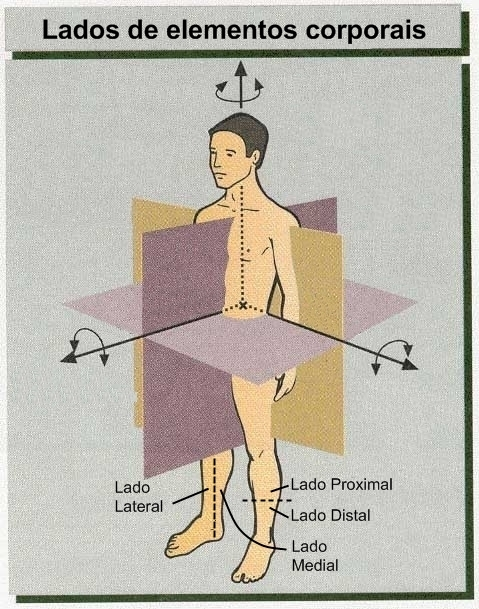 Lados de elementos corporais
Lado
Lateral
Lado Proximal
Lado Distal
Lado
Medial